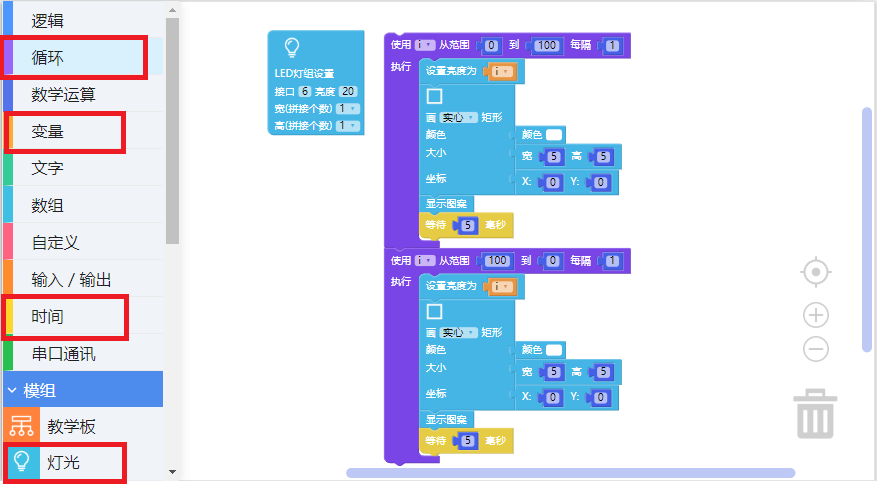 逻辑
循环
数学运算
变量
文字
数组
自定义
输入 / 输出
时间
串口通讯
模组
教学板
灯光
LED灯组设置
接口 6 亮度 20
宽(拼接个数) 1
高(拼接个数) 1
使用 i 从范围 0 到 100 每隔 1
执行 设置亮度为 i
画 实心 矩形
颜色 颜色
大小 宽 5 高 5
坐标 X: 0 Y: 0
显示图案
等待 5 毫秒
使用 i 从范围 100 到 0 每隔 1
执行 设置亮度为 i
画 实心 矩形
颜色 颜色
大小 宽 5 高 5
坐标 X: 0 Y: 0
显示图案
等待 5 毫秒